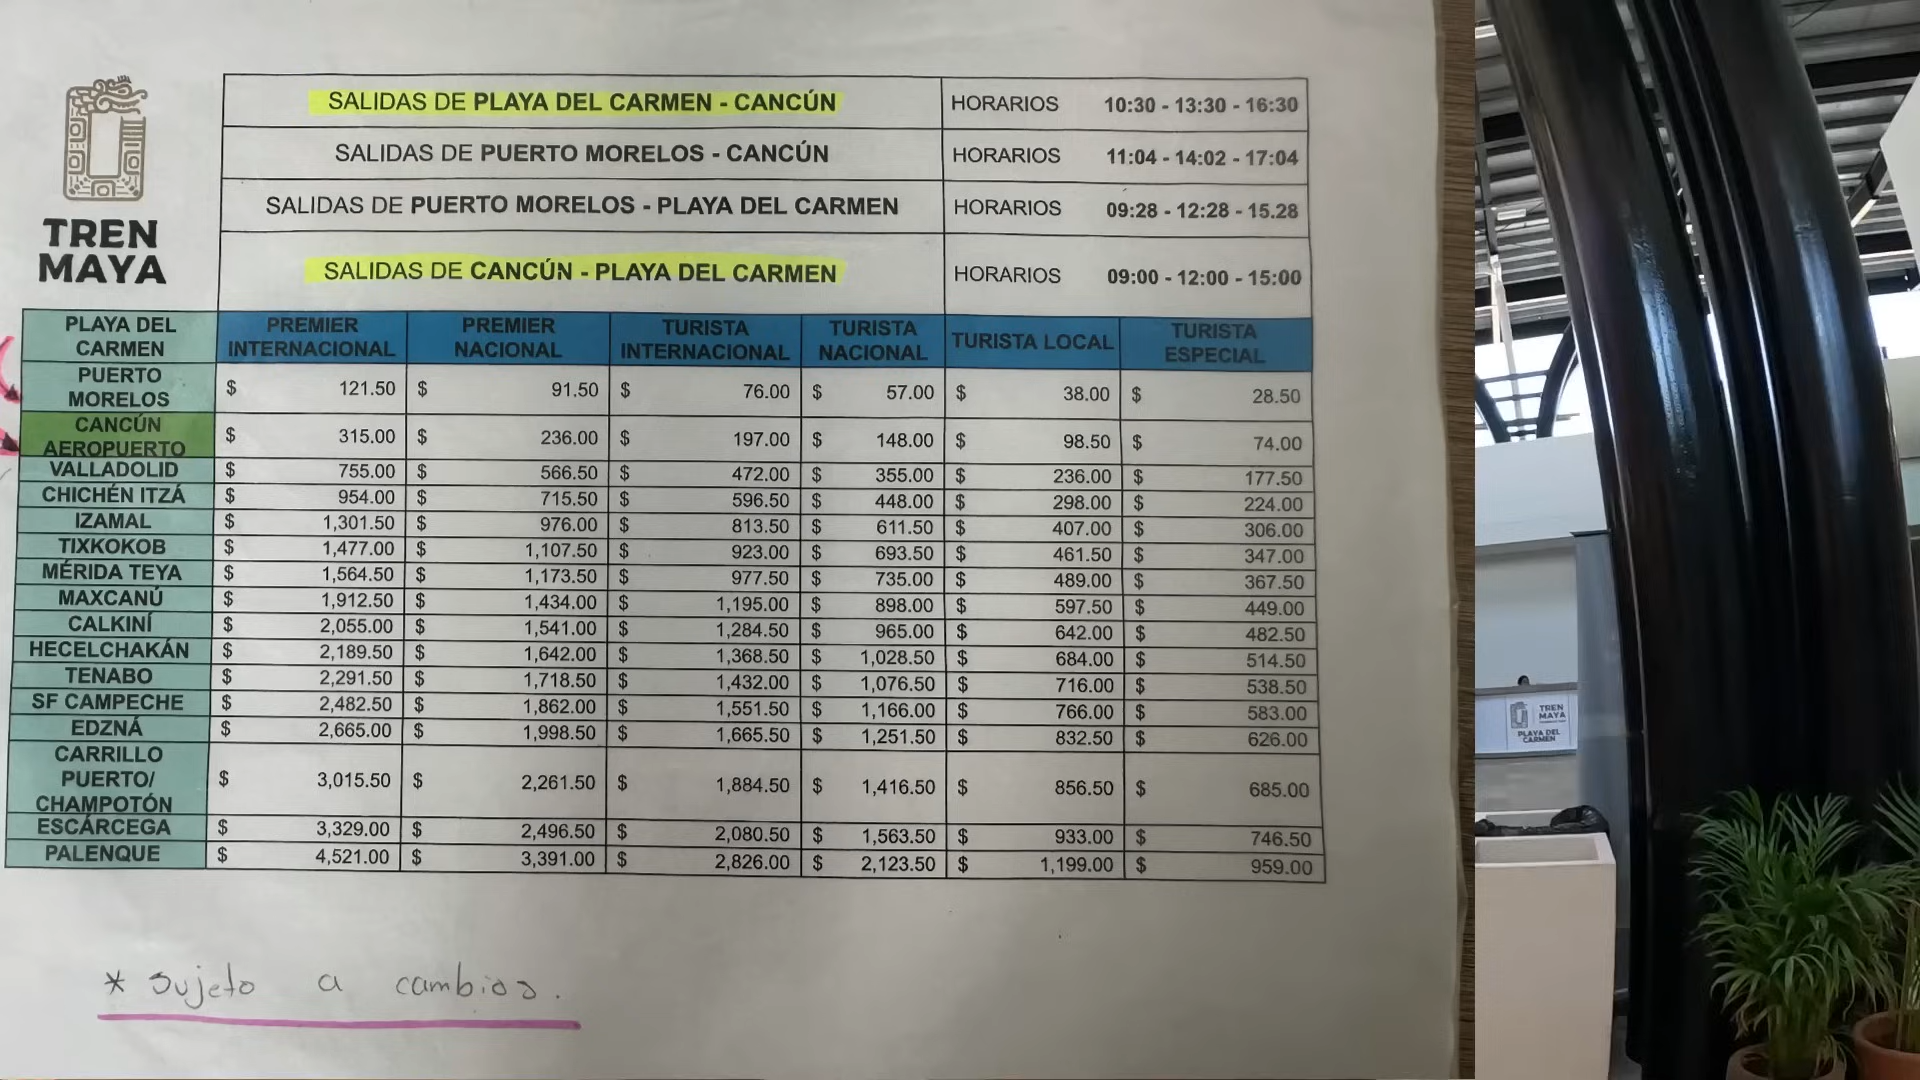 TREN
MAYA
SALIDAS DE PLAYA DEL CARMEN - CANCÚN HORARIOS 10:30 - 13:30 - 16:30
SALIDAS DE PUERTO MORELOS - CANCÚN HORARIOS 11:04 - 14:02 - 17:04
SALIDAS DE PUERTO MORELOS - PLAYA DEL CARMEN HORARIOS 09:28 - 12:28 - 15.28
SALIDAS DE CANCÚN - PLAYA DEL CARMEN HORARIOS 09:00 - 12:00 - 15:00
PLAYA DEL CARMEN PREMIER INTERNACIONAL PREMIER NACIONAL TURISTA INTERNACIONAL TURISTA NACIONAL TURISTA LOCAL TURISTA ESPECIAL
PUERTO MORELOS $ 121.50 $ 91.50 $ 76.00 $ 57.00 $ 38.00 $ 28.50
CANCÚN AEROPUERTO $ 315.00 $ 236.00 $ 197.00 $ 148.00 $ 98.50 $ 74.00
VALLADOLID $ 755.00 $ 566.50 $ 472.00 $ 355.00 $ 236.00 $ 177.50
CHICHÉN ITZÁ $ 954.00 $ 715.50 $ 596.50 $ 448.00 $ 298.00 $ 224.00
IZAMAL $ 1,301.50 $ 976.00 $ 813.50 $ 611.50 $ 407.00 $ 306.00
TIXKOKOB $ 1,477.00 $ 1,107.50 $ 923.00 $ 693.50 $ 461.50 $ 347.00
MÉRIDA TEYA $ 1,564.50 $ 1,173.50 $ 977.50 $ 735.00 $ 489.00 $ 367.50
MAXCANÚ $ 1,912.50 $ 1,434.00 $ 1,195.00 $ 898.00 $ 597.50 $ 449.00
CALKINÍ $ 2,055.00 $ 1,541.00 $ 1,284.50 $ 965.00 $ 642.00 $ 482.50
HECELCHAKÁN $ 2,189.50 $ 1,642.00 $ 1,368.50 $ 1,028.50 $ 684.00 $ 514.50
TENABO $ 2,291.50 $ 1,718.50 $ 1,432.00 $ 1,076.50 $ 716.00 $ 538.50
SF CAMPECHE $ 2,482.50 $ 1,862.00 $ 1,551.50 $ 1,166.00 $ 766.00 $ 583.00
EDZNÁ $ 2,665.00 $ 1,998.50 $ 1,665.50 $ 1,251.50 $ 832.50 $ 626.00
CARRILLO PUERTO/ CHAMPOTÓN $ 3,015.50 $ 2,261.50 $ 1,884.50 $ 1,416.50 $ 856.50 $ 685.00
ESCÁRCEGA $ 3,329.00 $ 2,496.50 $ 2,080.50 $ 1,563.50 $ 933.00 $ 746.50
PALENQUE $ 4,521.00 $ 3,391.00 $ 2,826.00 $ 2,123.50 $ 1,199.00 $ 959.00
* sujeto a cambios.
TREN
MAYA
PLAYA DEL
CARMEN